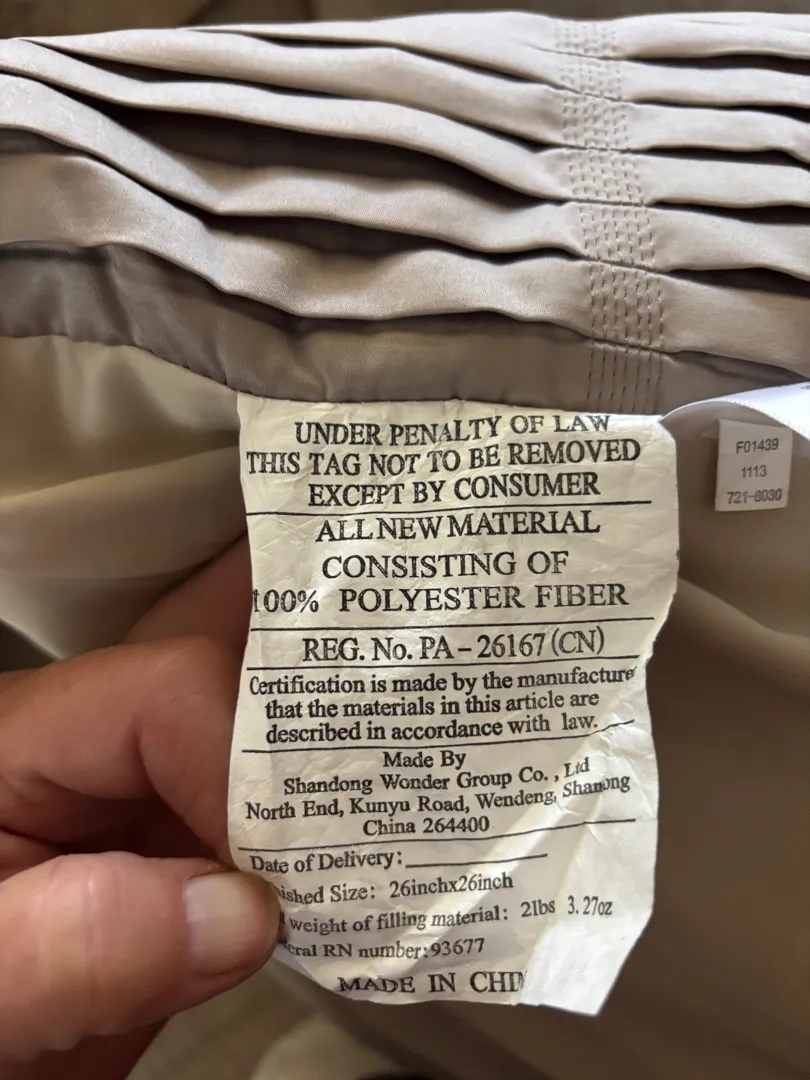 UNDER PENALTY OF LAW
THIS TAG NOT TO BE REMOVED
EXCEPT BY CONSUMER
ALL NEW MATERIAL
CONSISTING OF
100% POLYESTER FIBER
REG. No. PA-26167 (CN)
Certification is made by the manufacture
that the materials in this article are
described in accordance with law.
Made By
Shandong Wonder Group Co. , Ltd
North End, Kunyu Road, Wendeng,
China 264400
Date of Delivery:
ished Size: 26inchx26inch
weight of filling material: 2lbs 3.27oz
eral RN number:93677
MADE IN CHI
F01439
1113
721-8030